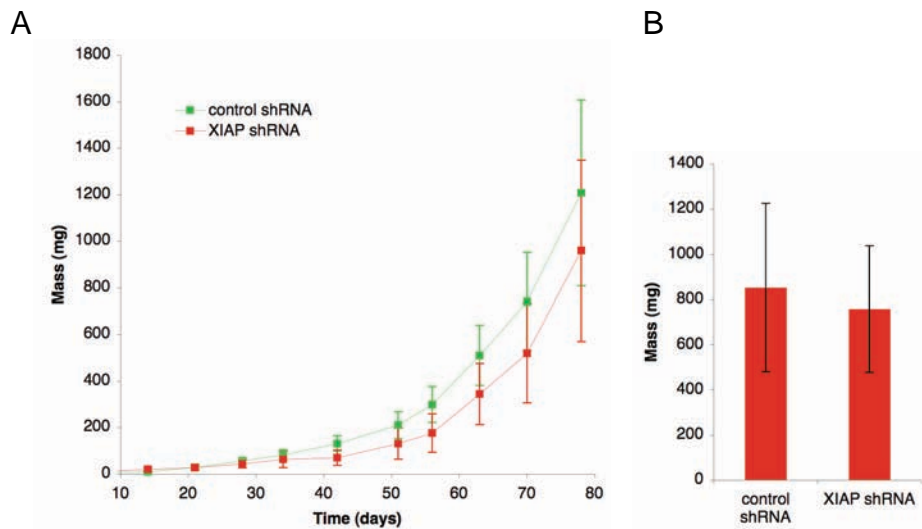 A
1800
1600
1400
1200
1000
800
600
400
200
0
Mass (mg)
control shRNA
XIAP shRNA
10 20 30 40 50 60 70 80
Time (days)
B
1400
1200
1000
800
600
400
200
0
Mass (mg)
control
shRNA
XIAP shRNA